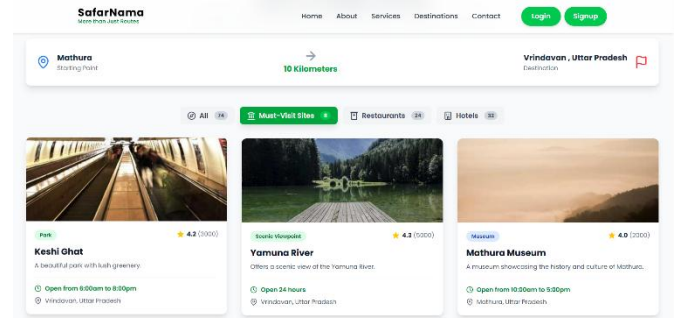 SafarNama
More than Just Routes
Home About Services Destinations Contact Login Signup
Mathura
Starting Point
10 Kilometers
Vrindavan , Uttar Pradesh
Destination
All 74
Must-Visit Sites
Restaurants
Hotels
Park 4.2 (5000)
Keshi Ghat
A beautiful park with lush greenery.
Open from 6:00am to 8:00pm
Vrindavan, Uttar Pradesh
Scenic Viewpoint 4.3 (5000)
Yamuna River
Offers a scenic view of the Yamuna River.
Open 24 hours
Vrindavan, Uttar Pradesh
Museum 4.0 (2000)
Mathura Museum
A museum showcasing the history and culture of Mathura.
Open from 10:00am to 5:00pm
Mathura, Uttar Pradesh